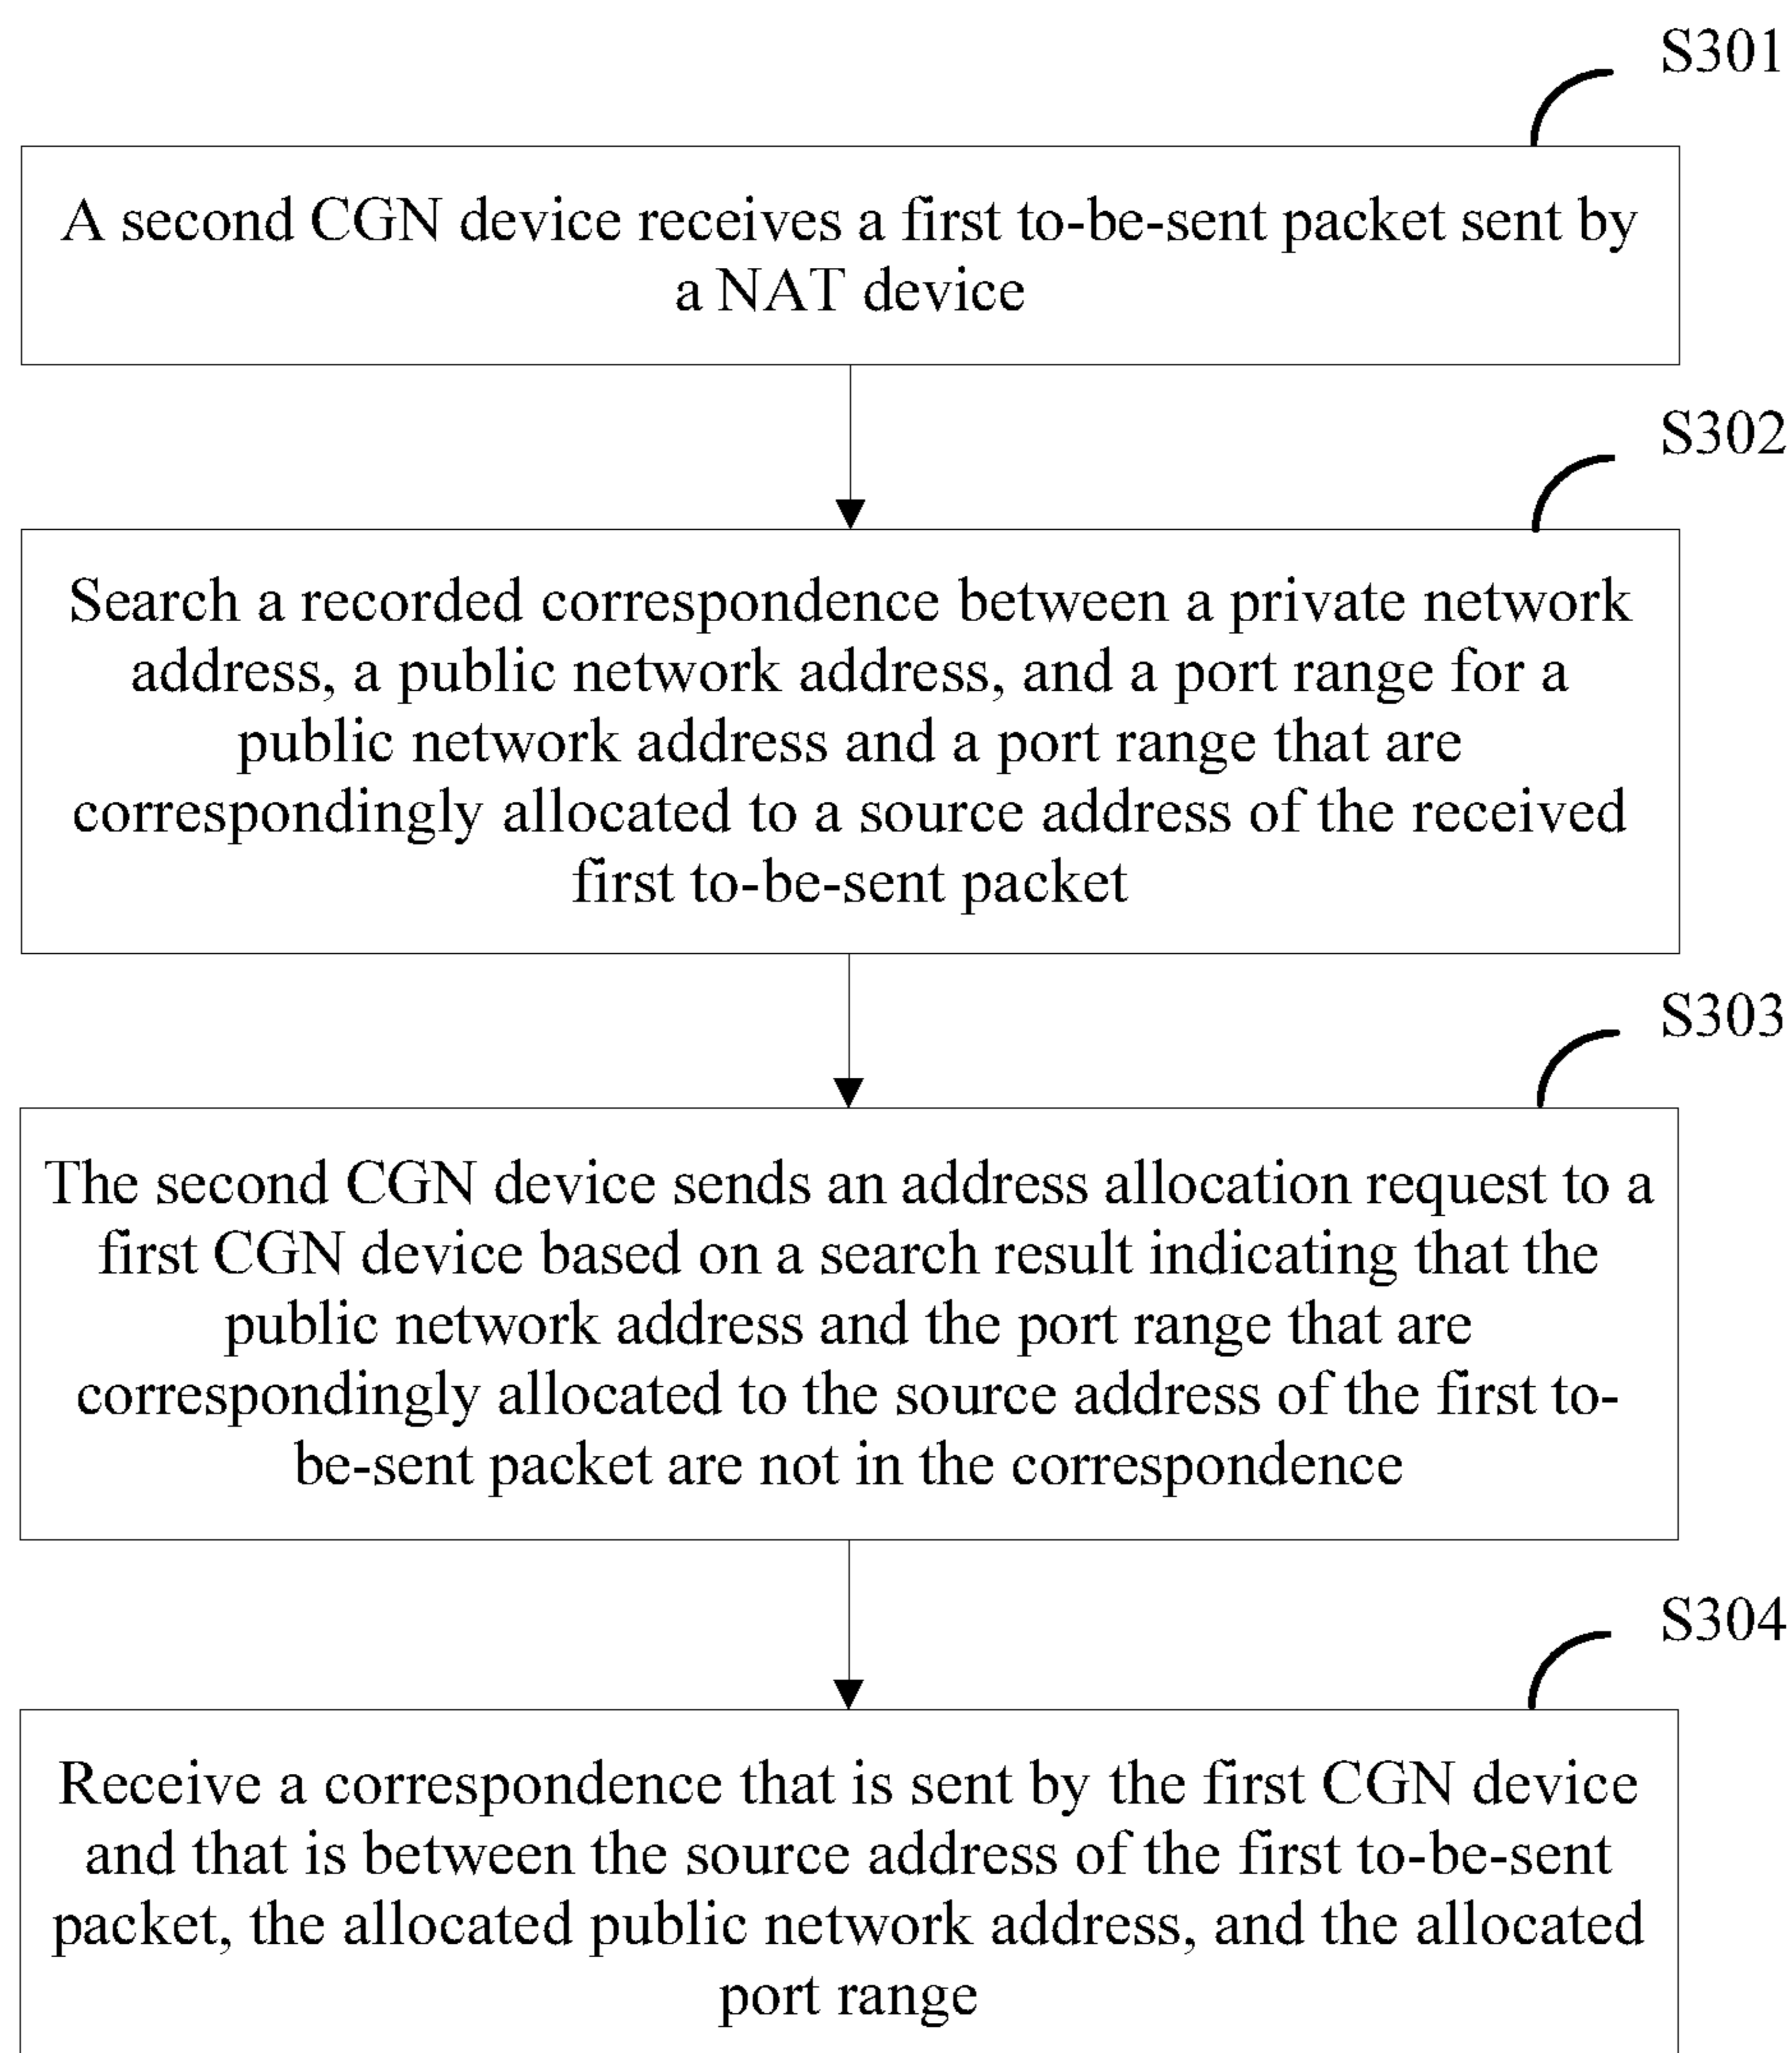 S301
A second CGN device receives a first to-be-sent packet sent by
a NAT device
S302
Search a recorded correspondence between a private network
address, a public network address, and a port range for a
public network address and a port range that are
correspondingly allocated to a source address of the received
first to-be-sent packet
S303
The second CGN device sends an address allocation request to a
first CGN device based on a search result indicating that the
public network address and the port range that are
correspondingly allocated to the source address of the first to-
be-sent packet are not in the correspondence
S304
Receive a correspondence that is sent by the first CGN device
and that is between the source address of the first to-be-sent
packet, the allocated public network address, and the allocated
port range